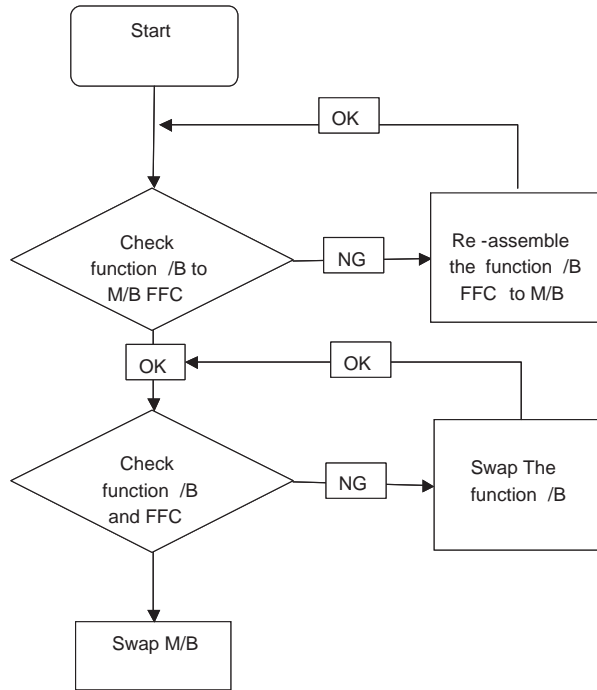 Start
OK
Check
function /B to
M/B FFC
NG
Re -assemble
the function /B
FFC to M/B
OK
OK
Check
function /B
and FFC
NG
Swap The
function /B
Swap M/B